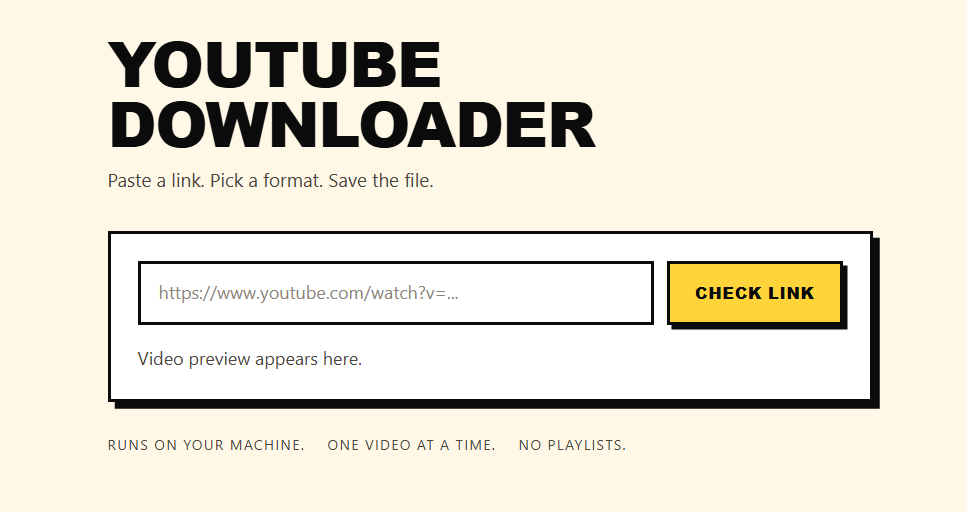 YOUTUBE
DOWNLOADER
Paste a link. Pick a format. Save the file.
https://www.youtube.com/watch?v=...
CHECK LINK
Video preview appears here.
RUNS ON YOUR MACHINE. ONE VIDEO AT A TIME. NO PLAYLISTS.